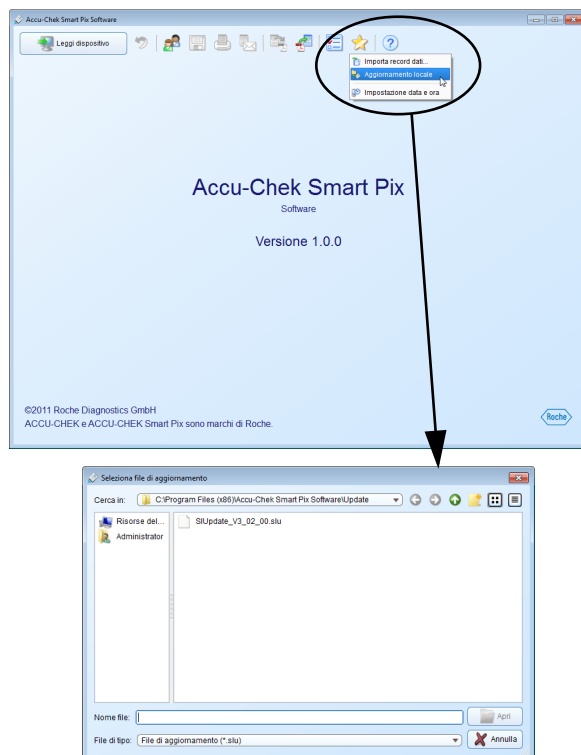 Accu-Chek Smart Pix Software
Leggi dispositivo
Importa record dati...
Aggiornamento locale
Impostazione data e ora
Accu-Chek Smart Pix
Software
Versione 1.0.0
©2011 Roche Diagnostics GmbH
ACCU-CHEK e ACCU-CHEK Smart Pix sono marchi di Roche.
Roche
Seleziona file di aggiornamento
Cerca in: C:\Program Files (x86)\Accu-Chek Smart Pix Software\Update
Risorse del...
Administrator
SIUpdate_V3_02_00.slu
Nome file:
Apri
File di tipo: File di aggiornamento (*.slu)
Annulla